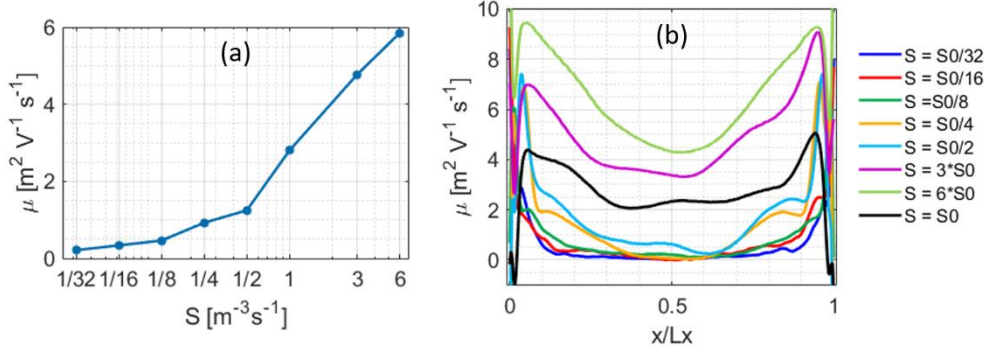 (a)
μ [m² V⁻¹ s⁻¹]
6
4
2
0
1/32 1/16 1/8 1/4 1/2 1 3 6
S [m⁻³s⁻¹]
(b)
μ [m² V⁻¹ s⁻¹]
10
8
6
4
2
0
0 0.5 1
x/Lx
S = S0/32
S = S0/16
S =S0/8
S = S0/4
S = S0/2
S = 3*S0
S = 6*S0
S = S0